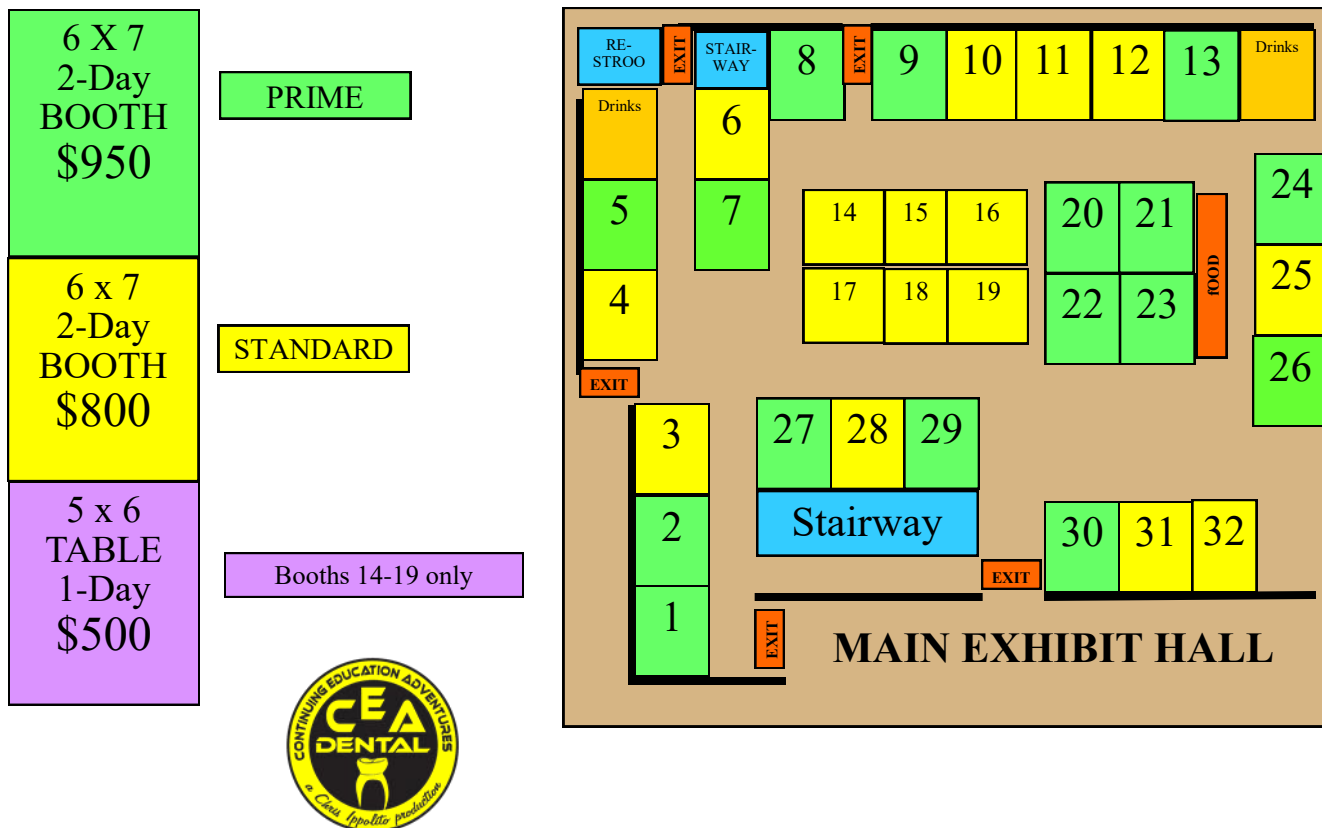 6 X 7
2-Day
BOOTH
$950
PRIME
6 x 7
2-Day
BOOTH
$800
STANDARD
5 x 6
TABLE
1-Day
$500
Booths 14-19 only
CONTINUING EDUCATION ADVENTURES
CEA
DENTAL
a Chris Ippolito production
RE-
STROO
EXIT
STAIR-
WAY
8
EXIT
9
10
11
12
13
Drinks
Drinks
6
5
7
4
EXIT
14
15
16
17
18
19
20
21
22
23
fOOD
24
25
26
3
2
1
27
28
29
Stairway
EXIT
30
31
32
EXIT
MAIN EXHIBIT HALL